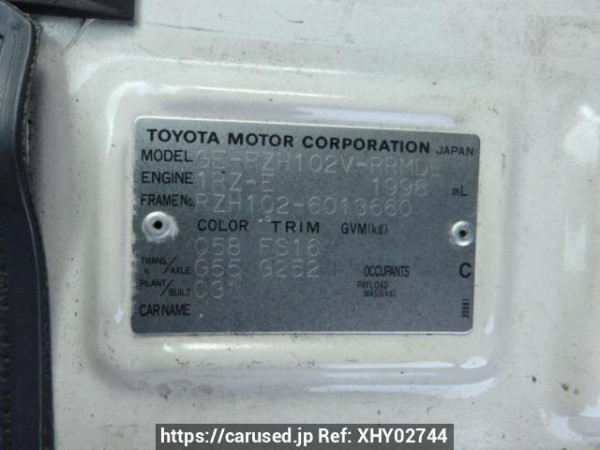 TOYOTA MOTOR CORPORATION JAPAN
MODEL GE-RZH102V-RRMDE
ENGINE 1RZ-E 1998 mL
FRAME No. RZH102-6013660
COLOR TRIM GVM(kg)
058 FS16
TRANS./AXLE G55 G252 OCCUPANTS C
PLANT/BUILT C3 PAYLOAD MASS(kg)
CAR NAME
https://carused.jp Ref: XHY02744